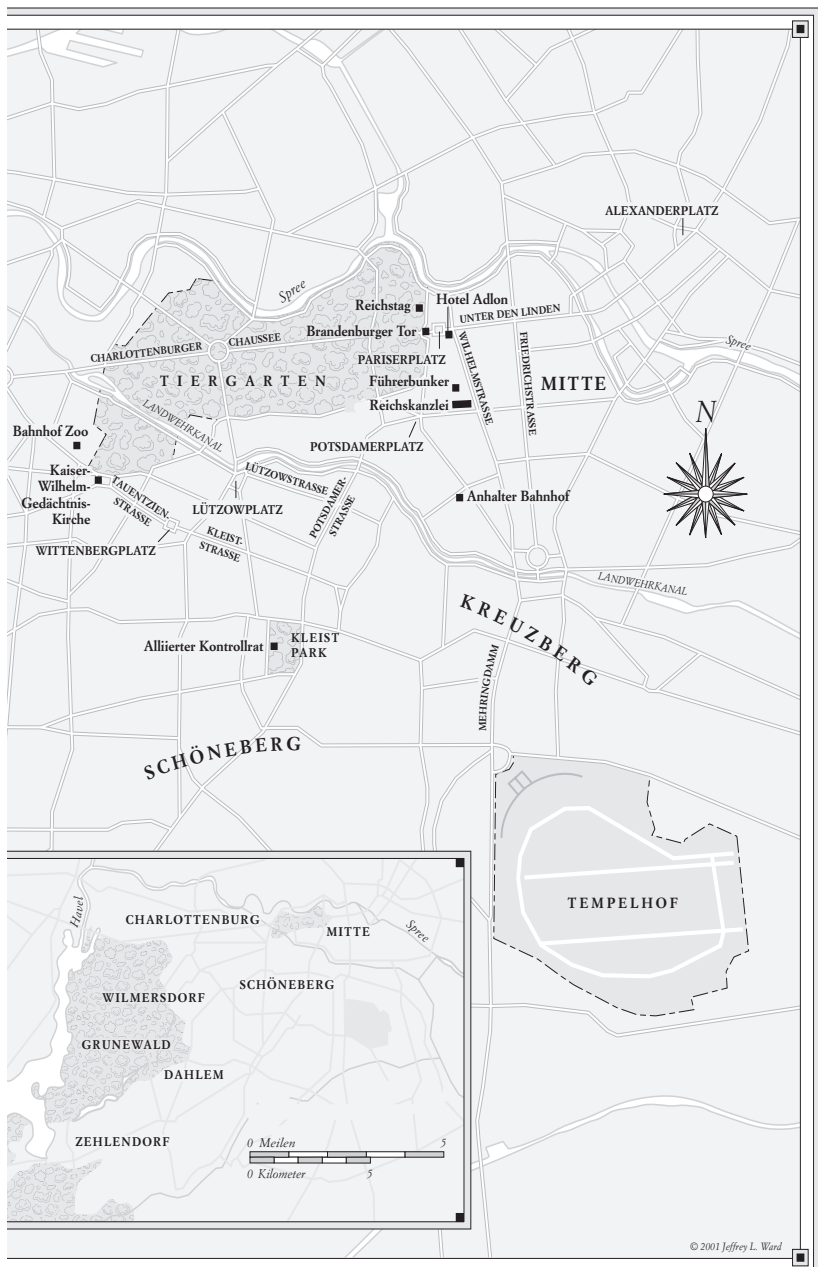 ALEXANDERPLATZ
Spree
Reichstag
Hotel Adlon
UNTER DEN LINDEN
Brandenburger Tor
CHARLOTTENBURGER
CHAUSSEE
PARISERPLATZ
WILHELMSTRASSE
FRIEDRICHSTRASSE
Spree
TIERGARTEN
Führerbunker
MITTE
Reichskanzlei
N
LANDWEHRKANAL
Bahnhof Zoo
POTSDAMERPLATZ
Kaiser-
Wilhelm-
Gedächtnis-
Kirche
TAUENTZIEN-
STRASSE
LÜTZOWSTRASSE
POTSDAMER-
STRASSE
LÜTZOWPLATZ
Anhalter Bahnhof
WITTENBERGPLATZ
KLEIST-
STRASSE
LANDWEHRKANAL
KREUZBERG
Alliierter Kontrollrat
KLEIST
PARK
MEHRINGDAMM
SCHÖNEBERG
TEMPELHOF
Havel
CHARLOTTENBURG
MITTE
Spree
SCHÖNEBERG
WILMERSDORF
GRUNEWALD
DAHLEM
ZEHLENDORF
0 Meilen 5
0 Kilometer 5
© 2001 Jeffrey L. Ward